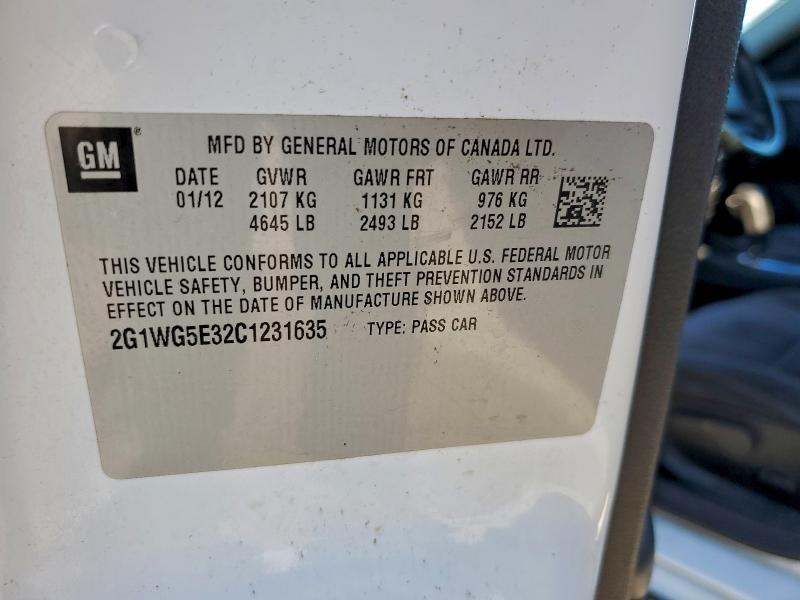 GM ®
MFD BY GENERAL MOTORS OF CANADA LTD.
DATE GVWR GAWR FRT GAWR RR
01/12 2107 KG 1131 KG 976 KG
4645 LB 2493 LB 2152 LB
THIS VEHICLE CONFORMS TO ALL APPLICABLE U.S. FEDERAL MOTOR
VEHICLE SAFETY, BUMPER, AND THEFT PREVENTION STANDARDS IN
EFFECT ON THE DATE OF MANUFACTURE SHOWN ABOVE.
2G1WG5E32C1231635 TYPE: PASS CAR